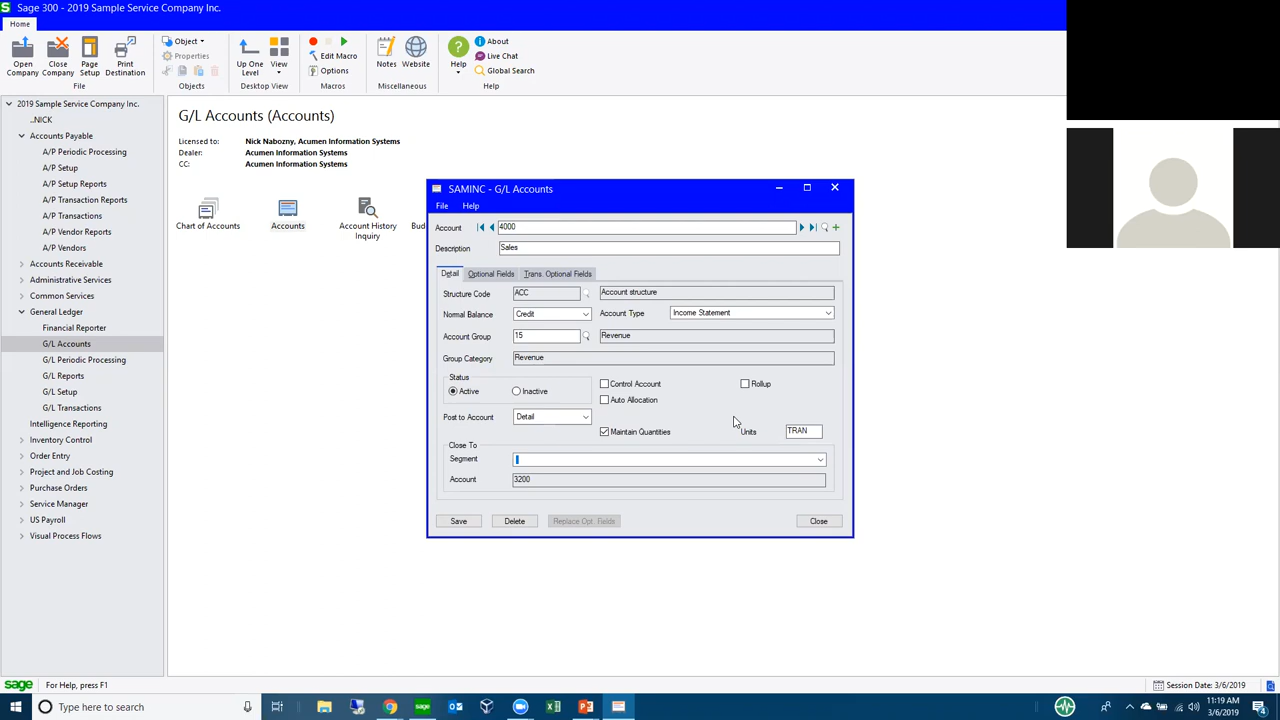 Sage 300 - 2019 Sample Service Company Inc.
Home
Open Company
Close Company
Page Setup
Print Destination
File
Object
Properties
Objects
Up One Level
View
Desktop View
Edit Macro
Options
Macros
Notes
Website
Miscellaneous
Help
About
Live Chat
Global Search
Help
2019 Sample Service Company Inc.
..NICK
Accounts Payable
A/P Periodic Processing
A/P Setup
A/P Setup Reports
A/P Transaction Reports
A/P Transactions
A/P Vendor Reports
A/P Vendors
Accounts Receivable
Administrative Services
Common Services
General Ledger
Financial Reporter
G/L Accounts
G/L Periodic Processing
G/L Reports
G/L Setup
G/L Transactions
Intelligence Reporting
Inventory Control
Order Entry
Project and Job Costing
Purchase Orders
Service Manager
US Payroll
Visual Process Flows
G/L Accounts (Accounts)
Licensed to: Nick Nabozny, Acumen Information Systems
Dealer: Acumen Information Systems
CC: Acumen Information Systems
Chart of Accounts
Accounts
Account History Inquiry
Bud
SAMINC - G/L Accounts
File Help
Account 4000
Description Sales
Detail Optional Fields Trans. Optional Fields
Structure Code ACC Account structure
Normal Balance Credit Account Type Income Statement
Account Group 15 Revenue
Group Category Revenue
Status
Active Inactive
Control Account Rollup
Auto Allocation
Post to Account Detail
Maintain Quantities Units TRAN
Close To
Segment
Account 3200
Save Delete Replace Opt. Fields Close
For Help, press F1
Session Date: 3/6/2019
Type here to search
11:19 AM
3/6/2019
4